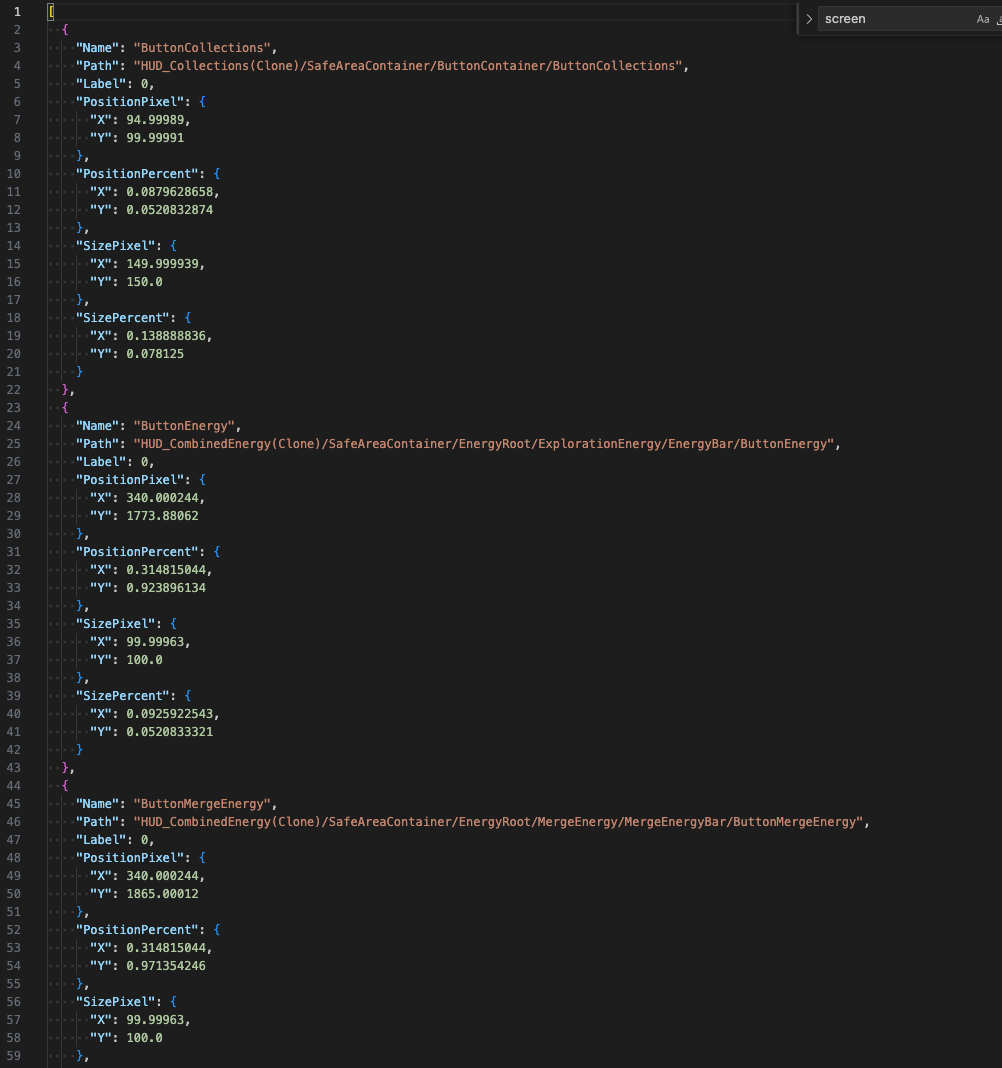 screen
Aa
1 [
2 {
3 "Name": "ButtonCollections",
4 "Path": "HUD_Collections(Clone)/SafeAreaContainer/ButtonContainer/ButtonCollections",
5 "Label": 0,
6 "PositionPixel": {
7 "X": 94.99989,
8 "Y": 99.99991
9 },
10 "PositionPercent": {
11 "X": 0.0879628658,
12 "Y": 0.0520832874
13 },
14 "SizePixel": {
15 "X": 149.999939,
16 "Y": 150.0
17 },
18 "SizePercent": {
19 "X": 0.138888836,
20 "Y": 0.078125
21 }
22 },
23 {
24 "Name": "ButtonEnergy",
25 "Path": "HUD_CombinedEnergy(Clone)/SafeAreaContainer/EnergyRoot/ExplorationEnergy/EnergyBar/ButtonEnergy",
26 "Label": 0,
27 "PositionPixel": {
28 "X": 340.000244,
29 "Y": 1773.88062
30 },
31 "PositionPercent": {
32 "X": 0.314815044,
33 "Y": 0.923896134
34 },
35 "SizePixel": {
36 "X": 99.99963,
37 "Y": 100.0
38 },
39 "SizePercent": {
40 "X": 0.0925922543,
41 "Y": 0.0520833321
42 }
43 },
44 {
45 "Name": "ButtonMergeEnergy",
46 "Path": "HUD_CombinedEnergy(Clone)/SafeAreaContainer/EnergyRoot/MergeEnergy/MergeEnergyBar/ButtonMergeEnergy",
47 "Label": 0,
48 "PositionPixel": {
49 "X": 340.000244,
50 "Y": 1865.00012
51 },
52 "PositionPercent": {
53 "X": 0.314815044,
54 "Y": 0.971354246
55 },
56 "SizePixel": {
57 "X": 99.99963,
58 "Y": 100.0
59 },